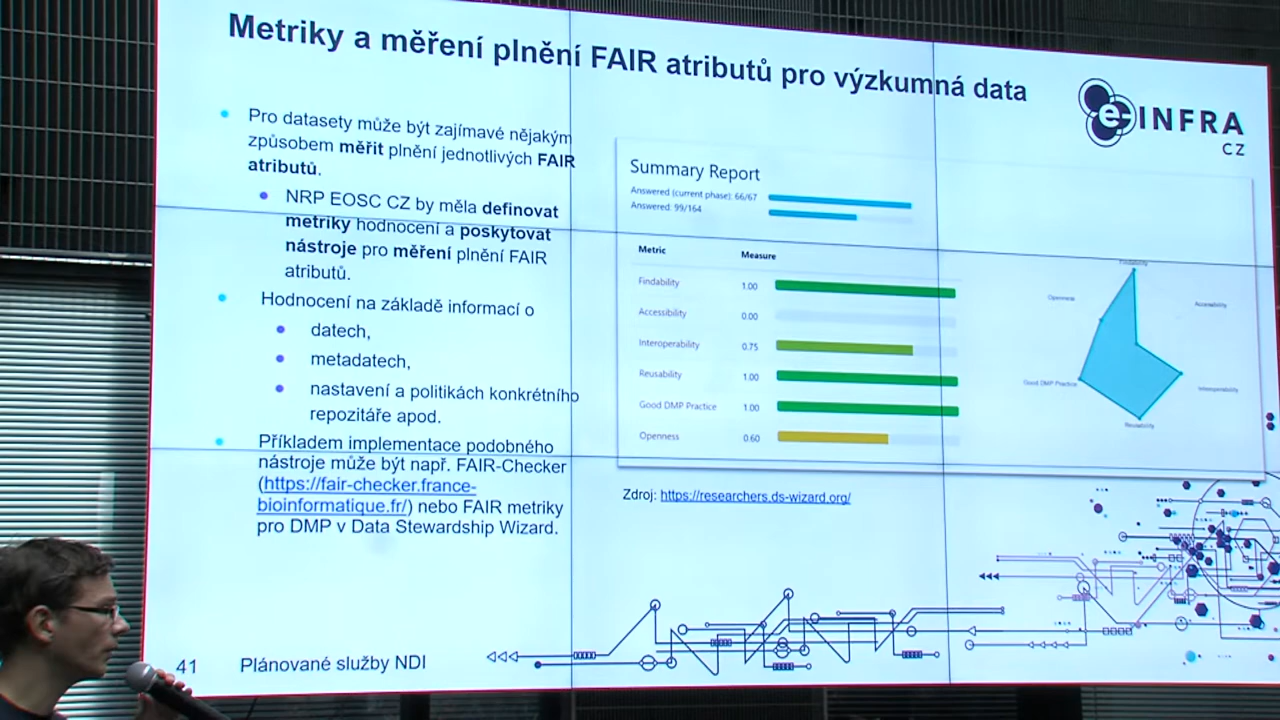 Metriky a měření plnění FAIR atributů pro výzkumná data
e-INFRA
CZ
Pro datasety může být zajímavé nějakým
způsobem měřit plnění jednotlivých FAIR
atributů.
NRP EOSC CZ by měla definovat
metriky hodnocení a poskytovat
nástroje pro měření plnění FAIR
atributů.
Hodnocení na základě informací o
datech,
metadatech,
nastavení a politikách konkrétního
repozitáře apod.
Příkladem implementace podobného
nástroje může být např. FAIR-Checker
(https://fair-checker.france-
bioinformatique.fr/) nebo FAIR metriky
pro DMP v Data Stewardship Wizard.
Summary Report
Answered (current phase): 66/67
Answered: 99/164
Metric Measure
Findability 1.00
Accessibility 0.00
Interoperability 0.75
Reusability 1.00
Good DMP Practice 1.00
Openness 0.60
Findability
Openness
Accessibility
Good DMP Practice
Interoperability
Reusability
Zdroj: https://researchers.ds-wizard.org/
41 Plánované služby NDI